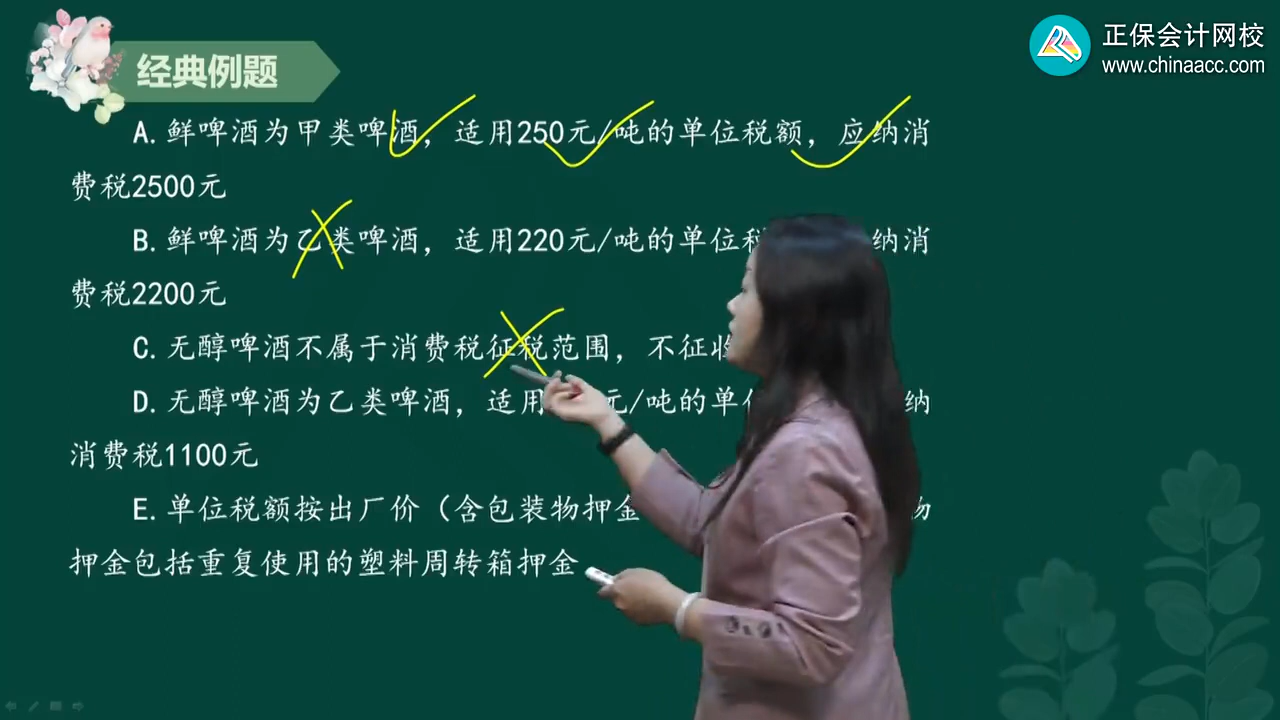 正保会计网校
www.chinaacc.com
经典例题
A. 鲜啤酒为甲类啤酒，适用250元/吨的单位税额，应纳消
费税2500元
B. 鲜啤酒为乙类啤酒，适用220元/吨的单位 纳消
费税2200元
C. 无醇啤酒不属于消费税征税范围，不征
D. 无醇啤酒为乙类啤酒，适用 元/吨的单 纳
消费税1100元
E. 单位税额按出厂价（含包装物押金 物
押金包括重复使用的塑料周转箱押金